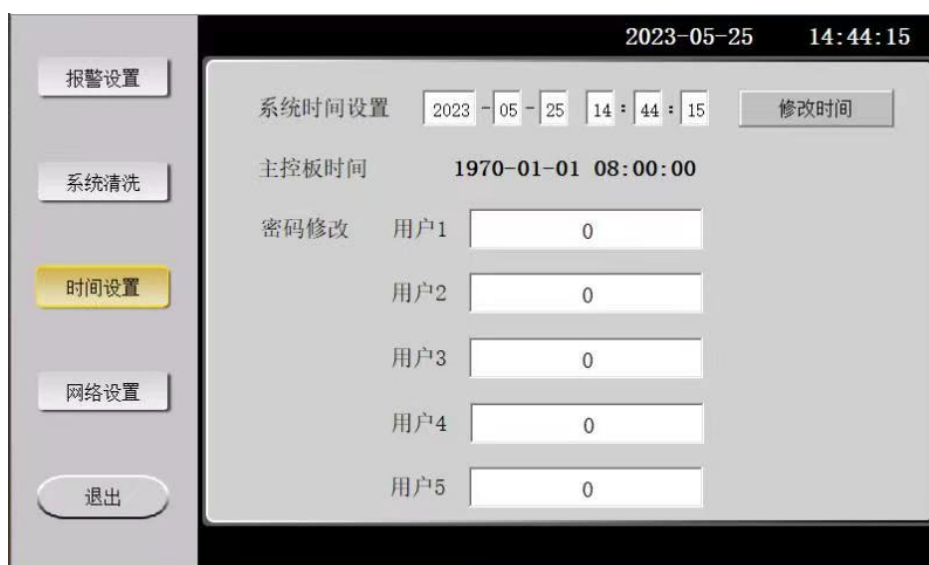 2023-05-25 14:44:15
报警设置
系统清洗
时间设置
网络设置
退出
系统时间设置 2023-05-25 14:44:15 修改时间
主控板时间 1970-01-01 08:00:00
密码修改 用户1 0
用户2 0
用户3 0
用户4 0
用户5 0